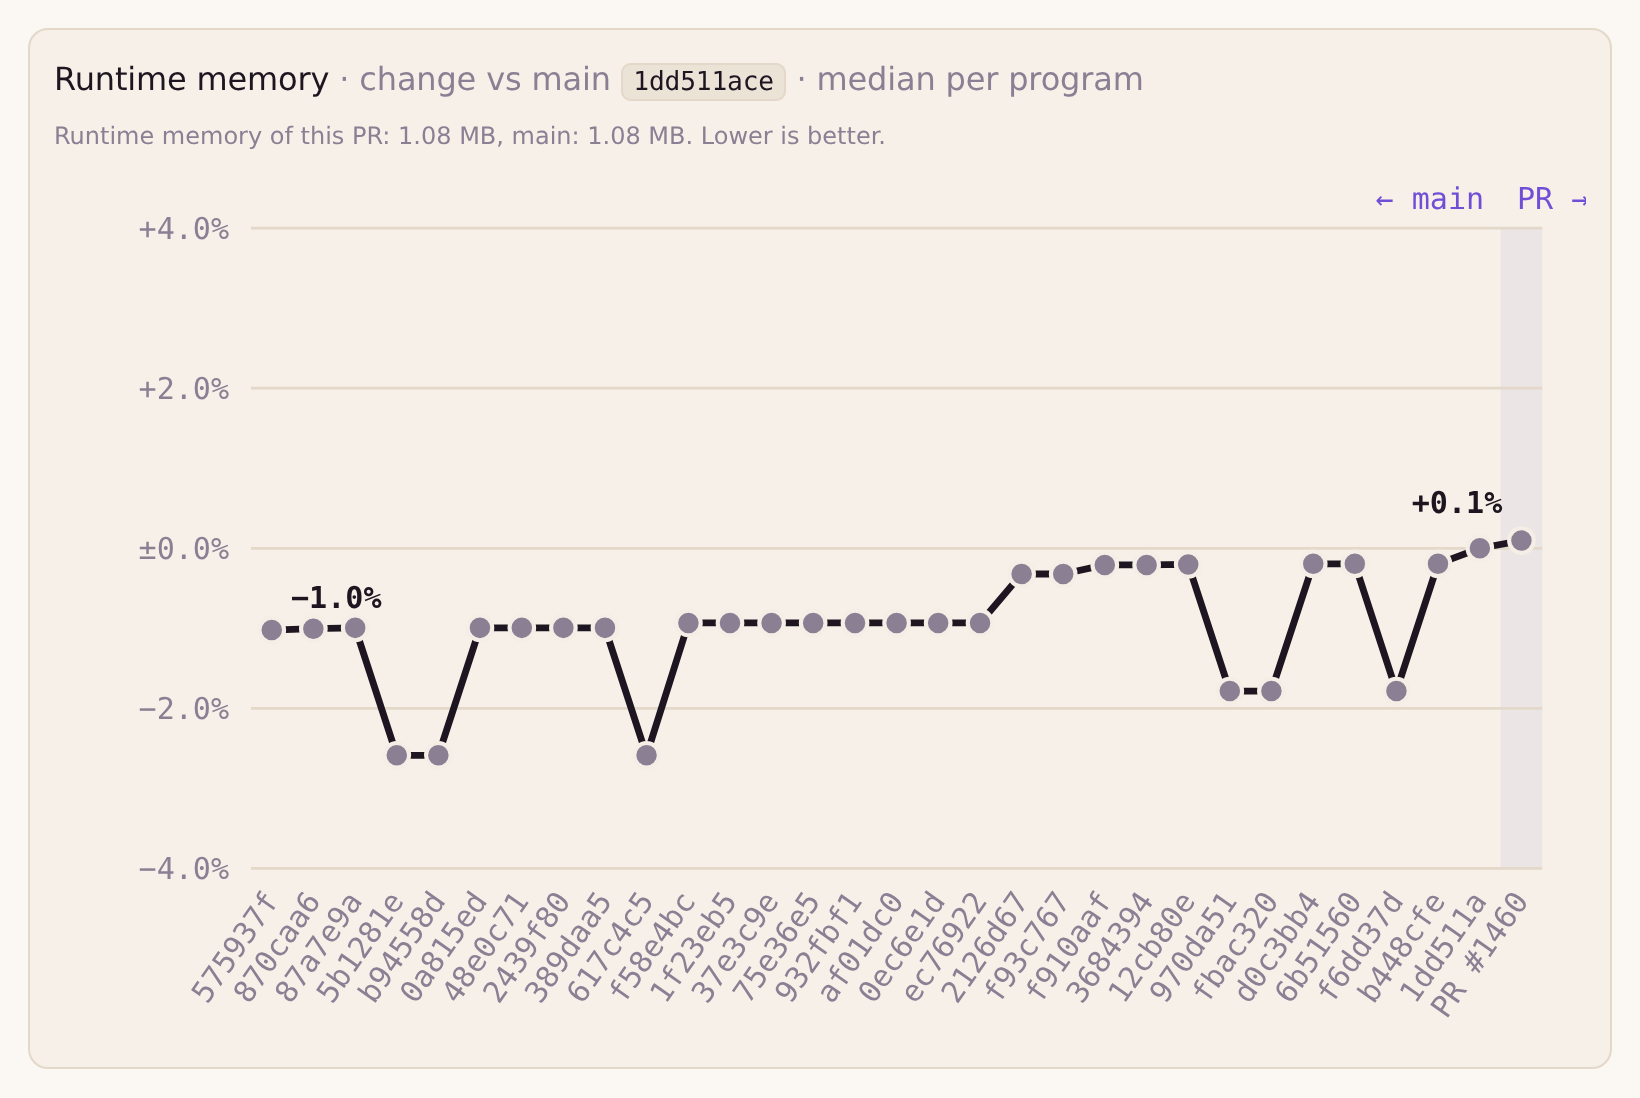 Runtime memory · change vs main 1dd511ace · median per program
Runtime memory of this PR: 1.08 MB, main: 1.08 MB. Lower is better.
← main PR →
+4.0%
+2.0%
±0.0%
−2.0%
−4.0%
−1.0%
+0.1%
575937f
870caa6
87a7e9a
5b1281e
b94558d
0a815ed
48e0c71
2439f80
389daa5
617c4c5
f58e4bc
1f23eb5
37e3c9e
75e36e5
932fbf1
af01dc0
0ec6e1d
ec76922
2126d67
f93c767
f910aaf
3684394
12cb80e
970da51
fbac320
d0c3bb4
6b51560
f6dd37d
b448cfe
1dd511a
PR #1460